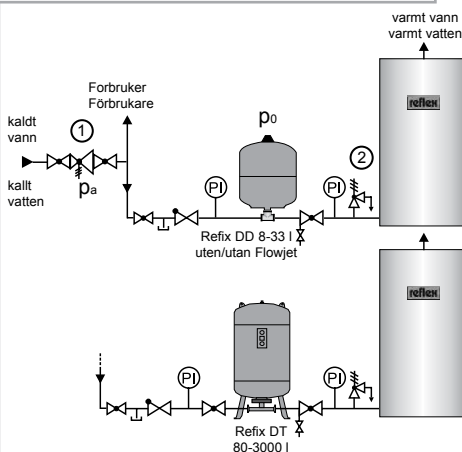 varmt vann
varmt vatten
Forbruker
Förbrukare
kaldt
vann
1
p0
reflex
2
kallt
vatten
pa
PI
PI
Refix DD 8-33 l
uten/utan Flowjet
reflex
PI
PI
Refix DT
80-3000 l